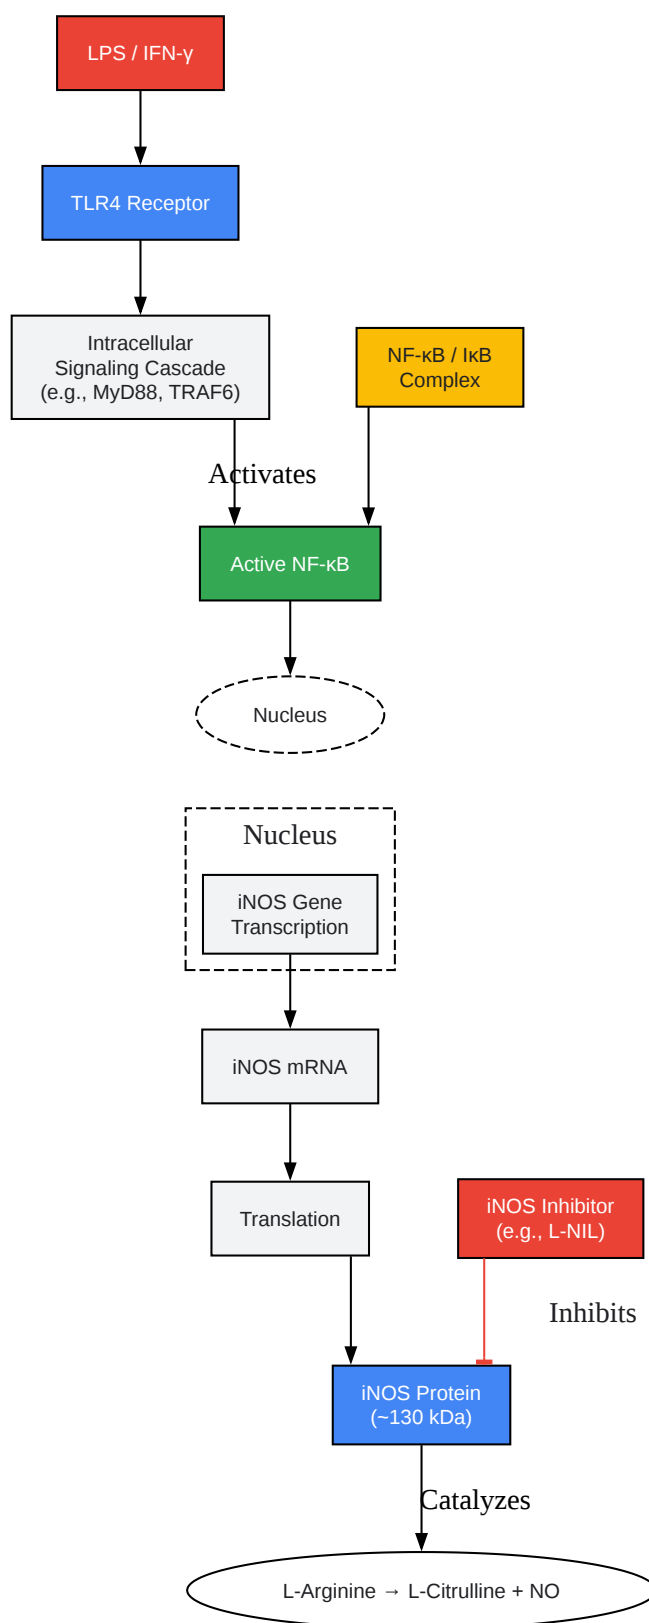 LPS / IFN-γ
TLR4 Receptor
Intracellular
Signaling Cascade
(e.g., MyD88, TRAF6)
NF-κB / IκB
Complex
Activates
Active NF-κB
Nucleus
Nucleus
iNOS Gene
Transcription
iNOS mRNA
Translation
iNOS Inhibitor
(e.g., L-NIL)
Inhibits
iNOS Protein
(~130 kDa)
Catalyzes
L-Arginine → L-Citrulline + NO